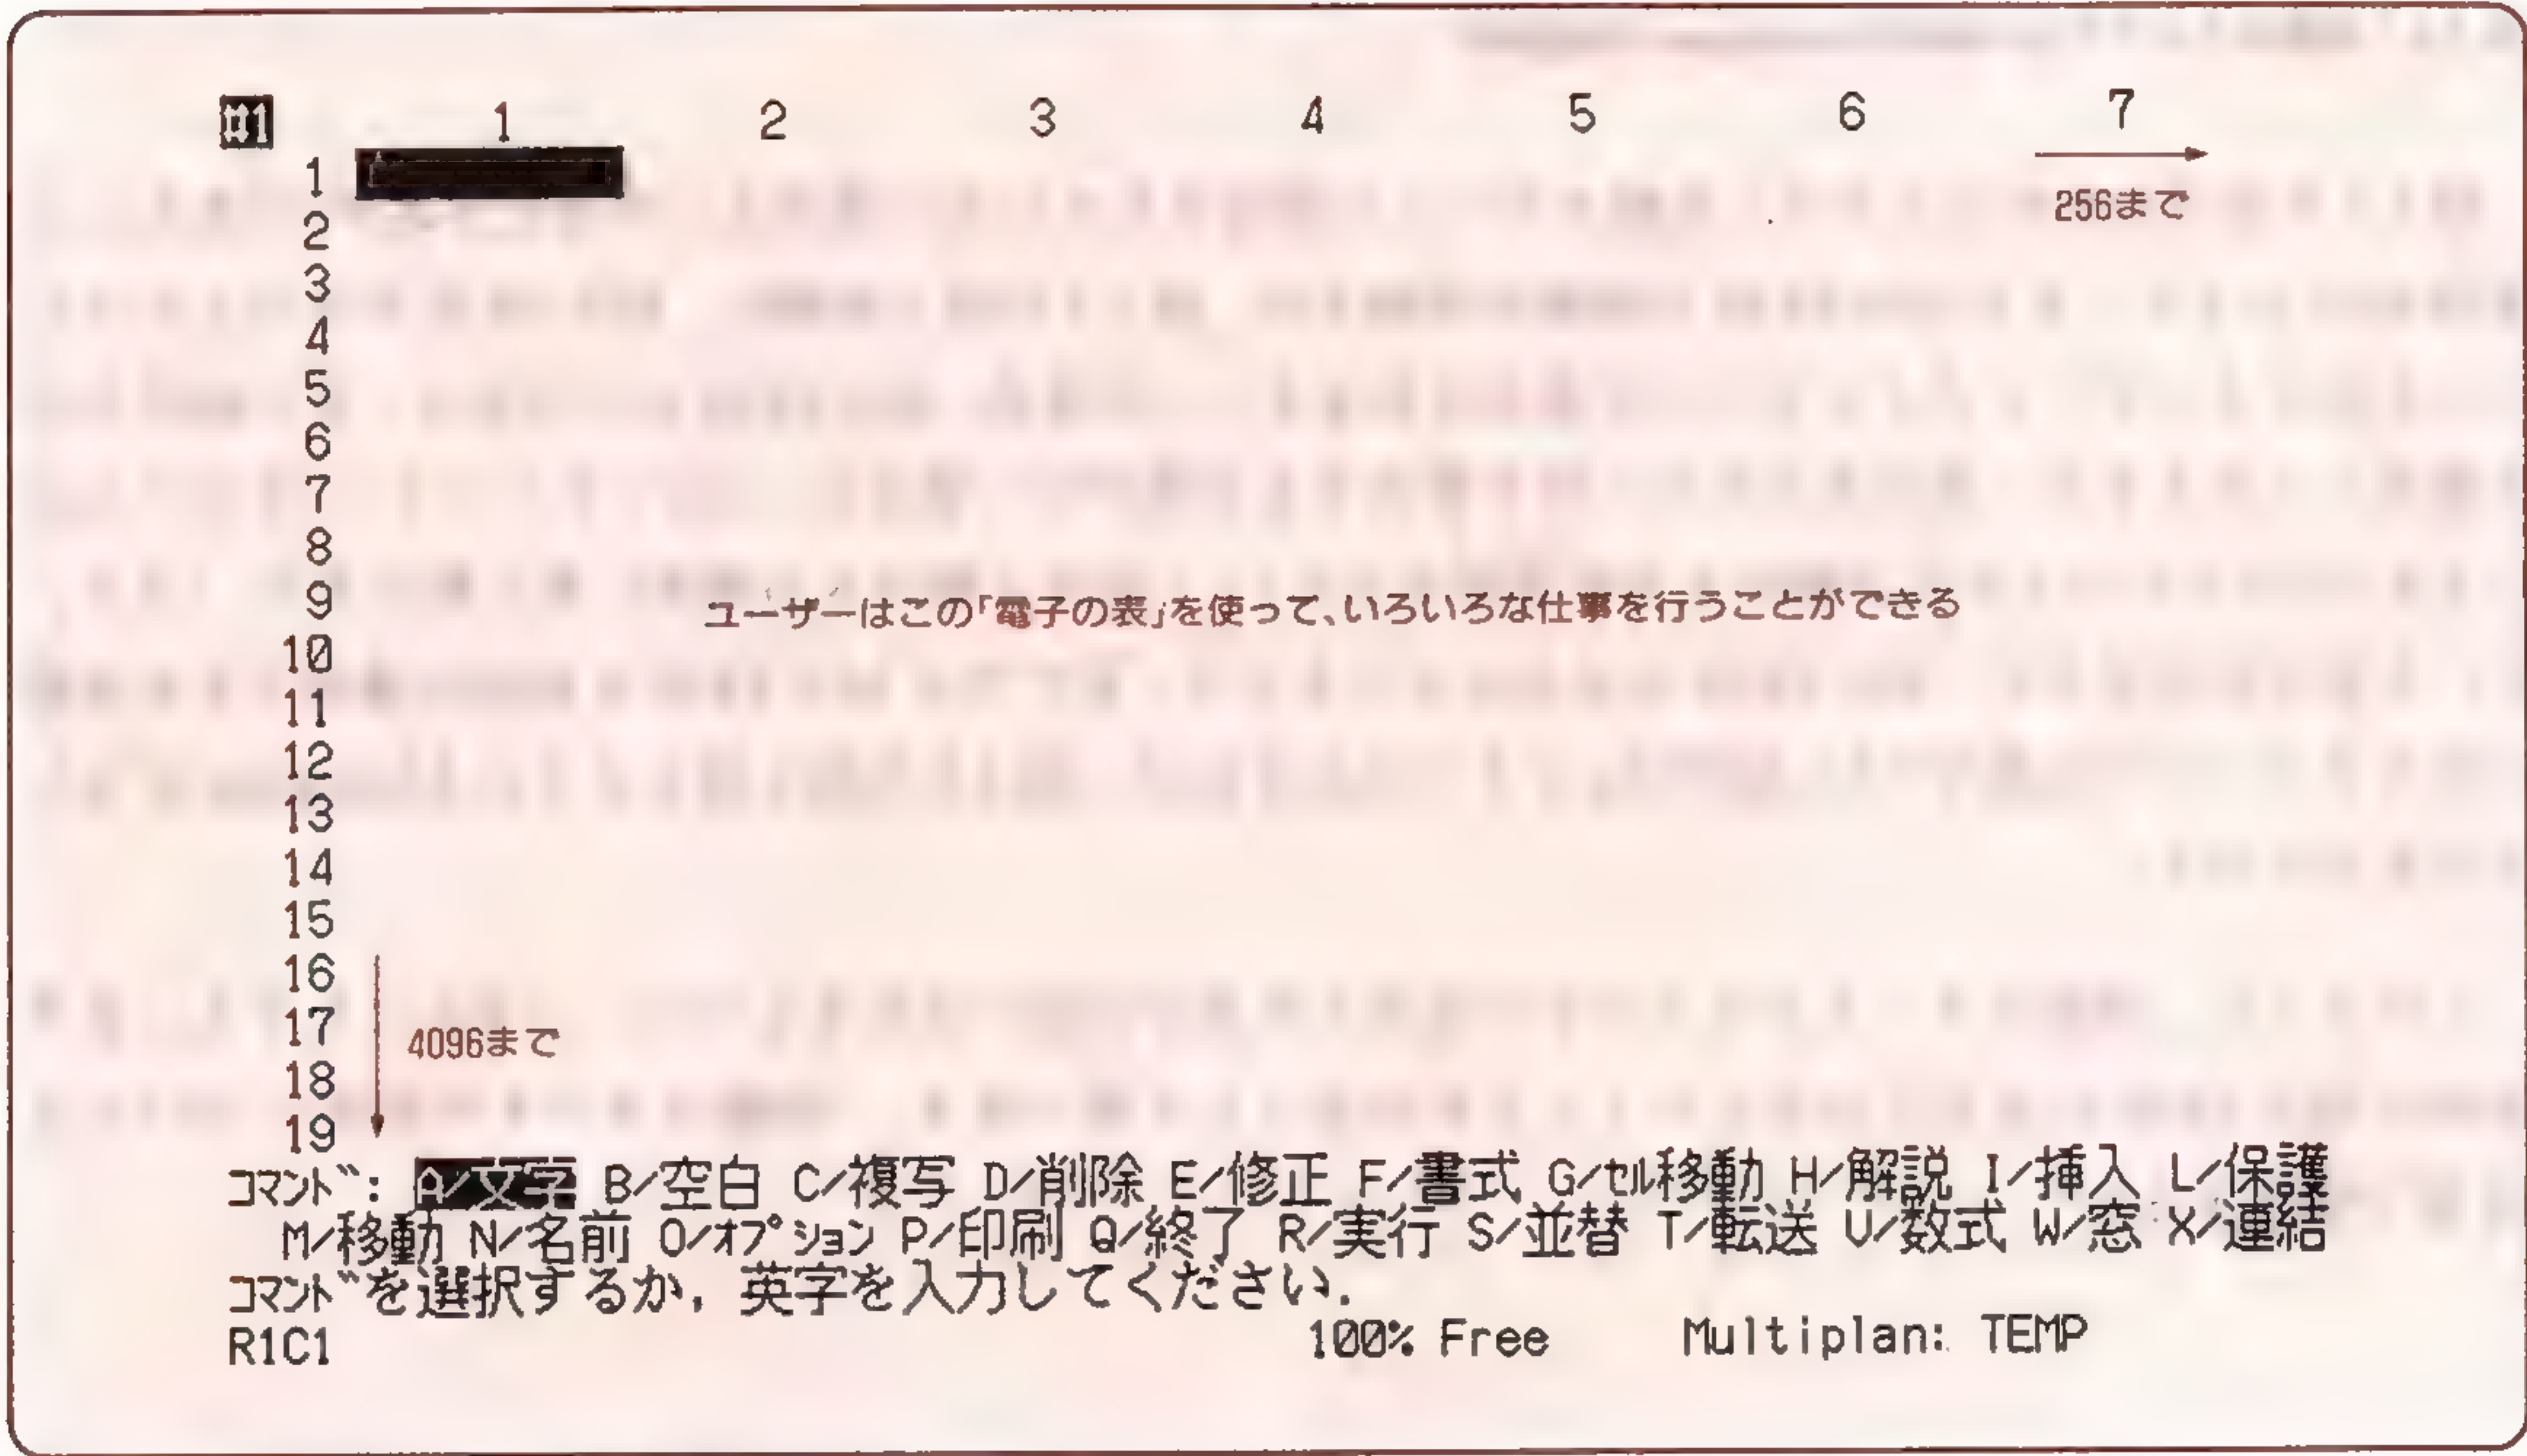 #1 1 2 3 4 5 6 7
1
256まで
2
3
4
5
6
7
8
9
ユーザーはこの「電子の表」を使って、いろいろな仕事を行うことができる
10
11
12
13
14
15
16
17
4096まで
18
19
コマンド: A/文字 B/空白 C/複写 D/削除 E/修正 F/書式 G/セル移動 H/解説 I/挿入 L/保護
M/移動 N/名前 O/オプション P/印刷 Q/終了 R/実行 S/並替 T/転送 V/数式 W/窓 X/連結
コマンドを選択するか, 英字を入力してください.
R1C1 100% Free Multiplan: TEMP